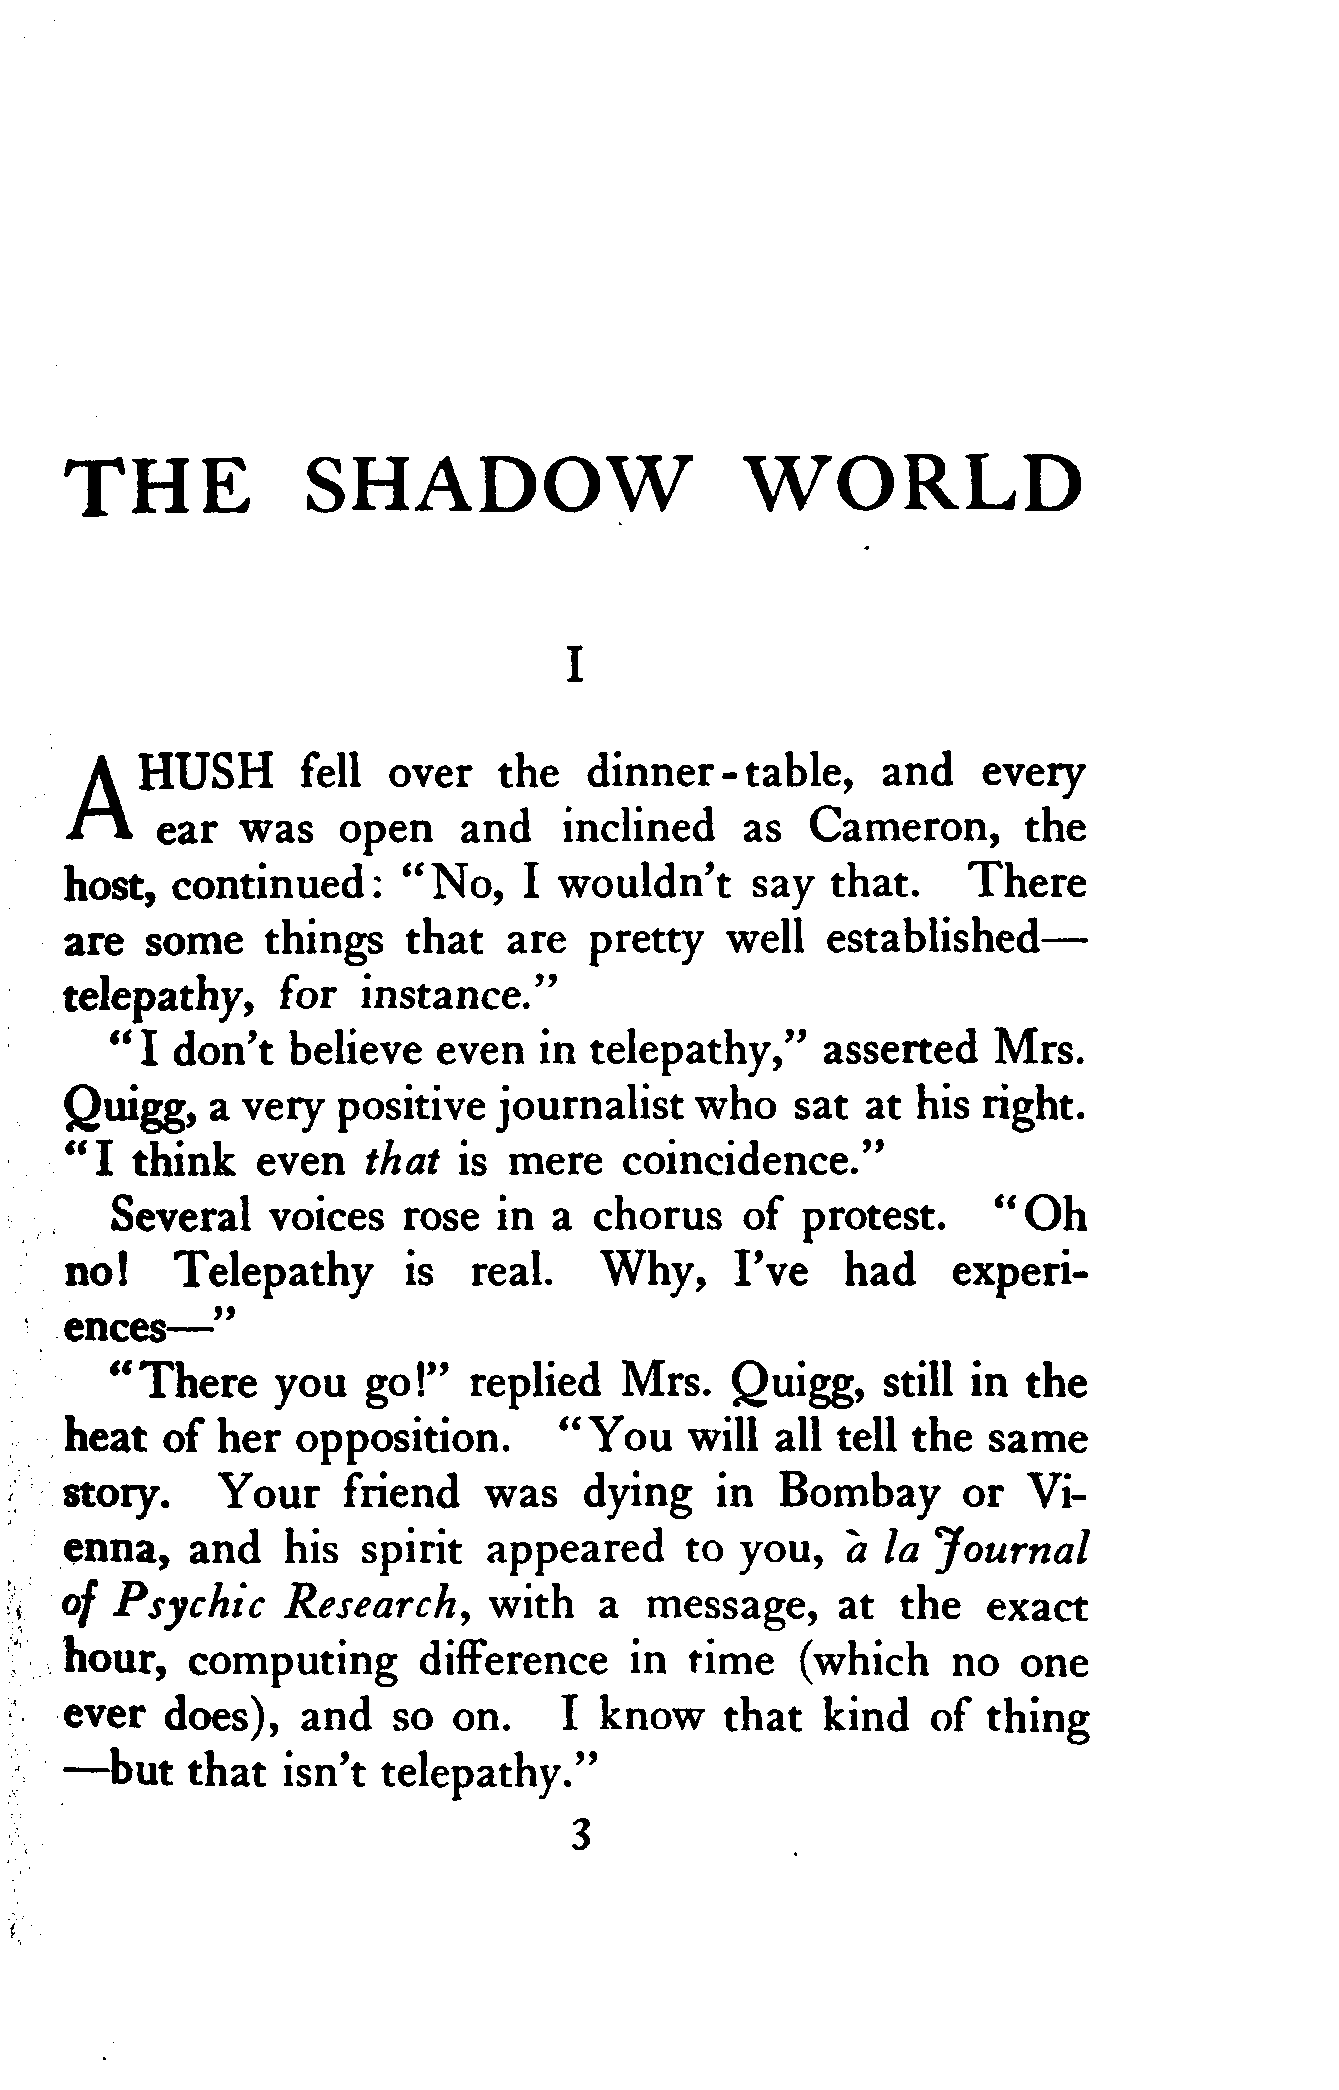 THE SHADOW WORLD
I
A HUSH fell over the dinner-table, and every
ear was open and inclined as Cameron, the
host, continued: “No, I wouldn’t say that. There
are some things that are pretty well established—
telepathy, for instance.”
“I don’t believe even in telepathy,” asserted Mrs.
Quigg, a very positive journalist who sat at his right.
“I think even that is mere coincidence.”
Several voices rose in a chorus of protest. “Oh
no! Telepathy is real. Why, I’ve had experi-
ences—”
“There you go!” replied Mrs. Quigg, still in the
heat of her opposition. “You will all tell the same
story. Your friend was dying in Bombay or Vi-
enna, and his spirit appeared to you, à la Journal
of Psychic Research, with a message, at the exact
hour, computing difference in time (which no one
ever does), and so on. I know that kind of thing
—but that isn’t telepathy.”
3